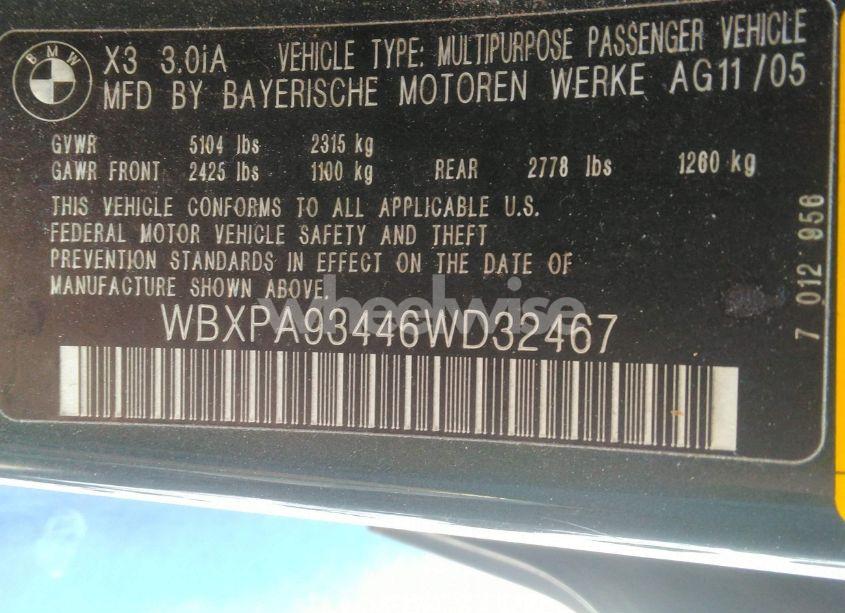 BMW
X3 3.0iA VEHICLE TYPE: MULTIPURPOSE PASSENGER VEHICLE
MFD BY BAYERISCHE MOTOREN WERKE AG11/05
GVWR 5104 lbs 2315 kg
GAWR FRONT 2425 lbs 1100 kg REAR 2778 lbs 1260 kg
THIS VEHICLE CONFORMS TO ALL APPLICABLE U.S.
FEDERAL MOTOR VEHICLE SAFETY AND THEFT
PREVENTION STANDARDS IN EFFECT ON THE DATE OF
MANUFACTURE SHOWN ABOVE.
wheelwise
WBXPA93446WD32467
7 012 956